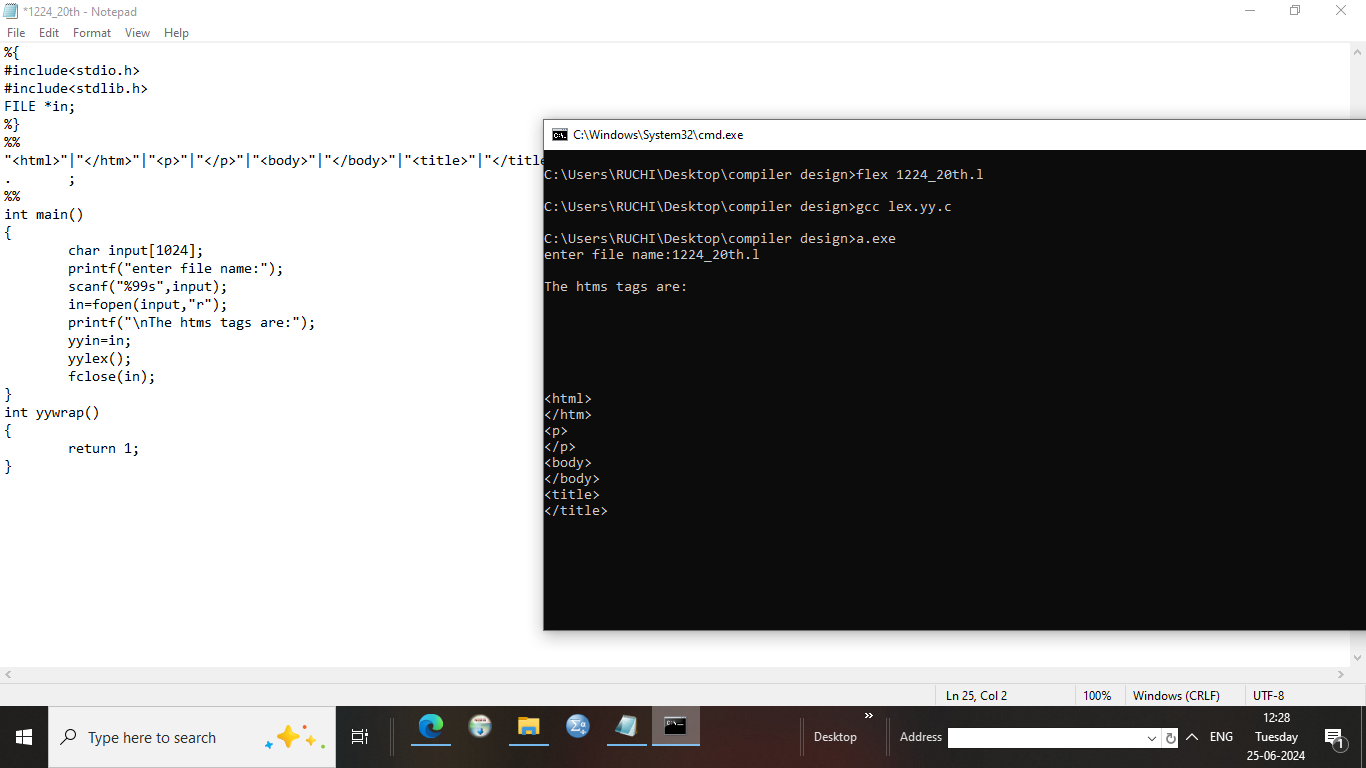 *1224_20th - Notepad
File Edit Format View Help
%{
#include<stdio.h>
#include<stdlib.h>
FILE *in;
%}
%%
"<html>"|"</htm>"|"<p>"|"</p>"|"<body>"|"</body>"|"<title>"|"</title
. ;
%%
int main()
{
char input[1024];
printf("enter file name:");
scanf("%99s",input);
in=fopen(input,"r");
printf("\nThe htms tags are:");
yyin=in;
yylex();
fclose(in);
}
int yywrap()
{
return 1;
}
C:\Windows\System32\cmd.exe
C:\Users\RUCHI\Desktop\compiler design>flex 1224_20th.l
C:\Users\RUCHI\Desktop\compiler design>gcc lex.yy.c
C:\Users\RUCHI\Desktop\compiler design>a.exe
enter file name:1224_20th.l
The htms tags are:
<html>
</htm>
<p>
</p>
<body>
</body>
<title>
</title>
Ln 25, Col 2 100% Windows (CRLF) UTF-8
Type here to search
Desktop
Address
ENG
12:28
Tuesday
25-06-2024
1